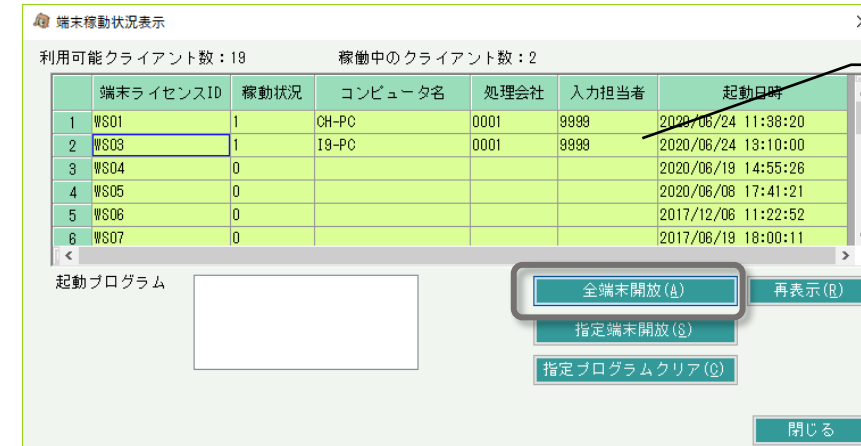 端末稼動状況表示
利用可能クライアント数：19 稼働中のクライアント数：2
端末ライセンスID 稼動状況 コンピュータ名 処理会社 入力担当者 起動日時
1 WS01 1 CH-PC 0001 9999 2020/06/24 11:38:20
2 WS03 1 I9-PC 0001 9999 2020/06/24 13:10:00
3 WS04 0 2020/06/19 14:55:26
4 WS05 0 2020/06/08 17:41:21
5 WS06 0 2017/12/06 11:22:52
6 WS07 0 2017/06/19 18:00:11
起動プログラム
全端末開放(A) 再表示(R)
指定端末開放(S)
指定プログラムクリア(C)
閉じる